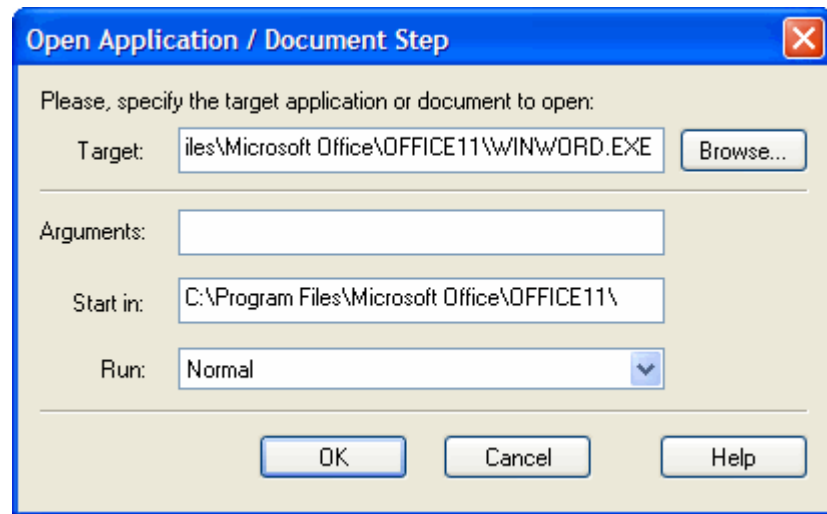 Open Application / Document Step
Please, specify the target application or document to open:
Target: iles\Microsoft Office\OFFICE11\WINWORD.EXE Browse...
Arguments:
Start in: C:\Program Files\Microsoft Office\OFFICE11\
Run: Normal
OK Cancel Help